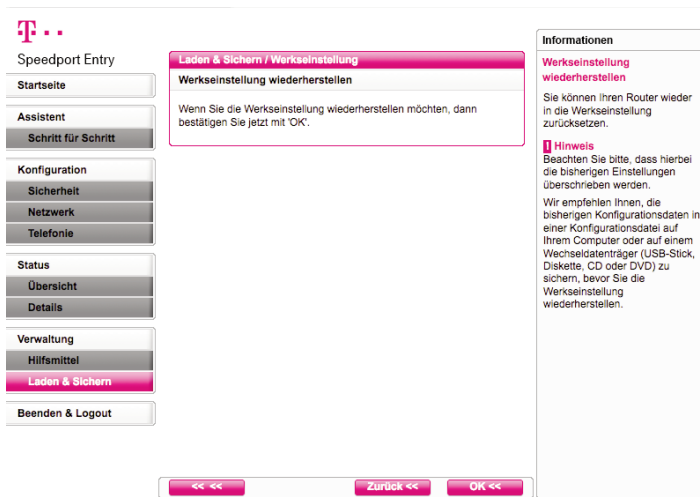 T··
Speedport Entry
Startseite
Assistent
Schritt für Schritt
Konfiguration
Sicherheit
Netzwerk
Telefonie
Status
Übersicht
Details
Verwaltung
Hilfsmittel
Laden & Sichern
Beenden & Logout
Laden & Sichern / Werkseinstellung
Werkseinstellung wiederherstellen
Wenn Sie die Werkseinstellung wiederherstellen möchten, dann
bestätigen Sie jetzt mit 'OK'.
<< <<
Zurück <<
OK <<
Informationen
Werkseinstellung
wiederherstellen
Sie können Ihren Router wieder
in die Werkseinstellung
zurücksetzen.
! Hinweis
Beachten Sie bitte, dass hierbei
die bisherigen Einstellungen
überschrieben werden.
Wir empfehlen Ihnen, die
bisherigen Konfigurationsdaten in
einer Konfigurationsdatei auf
Ihrem Computer oder auf einem
Wechseldatenträger (USB-Stick,
Diskette, CD oder DVD) zu
sichern, bevor Sie die
Werkseinstellung
wiederherstellen.